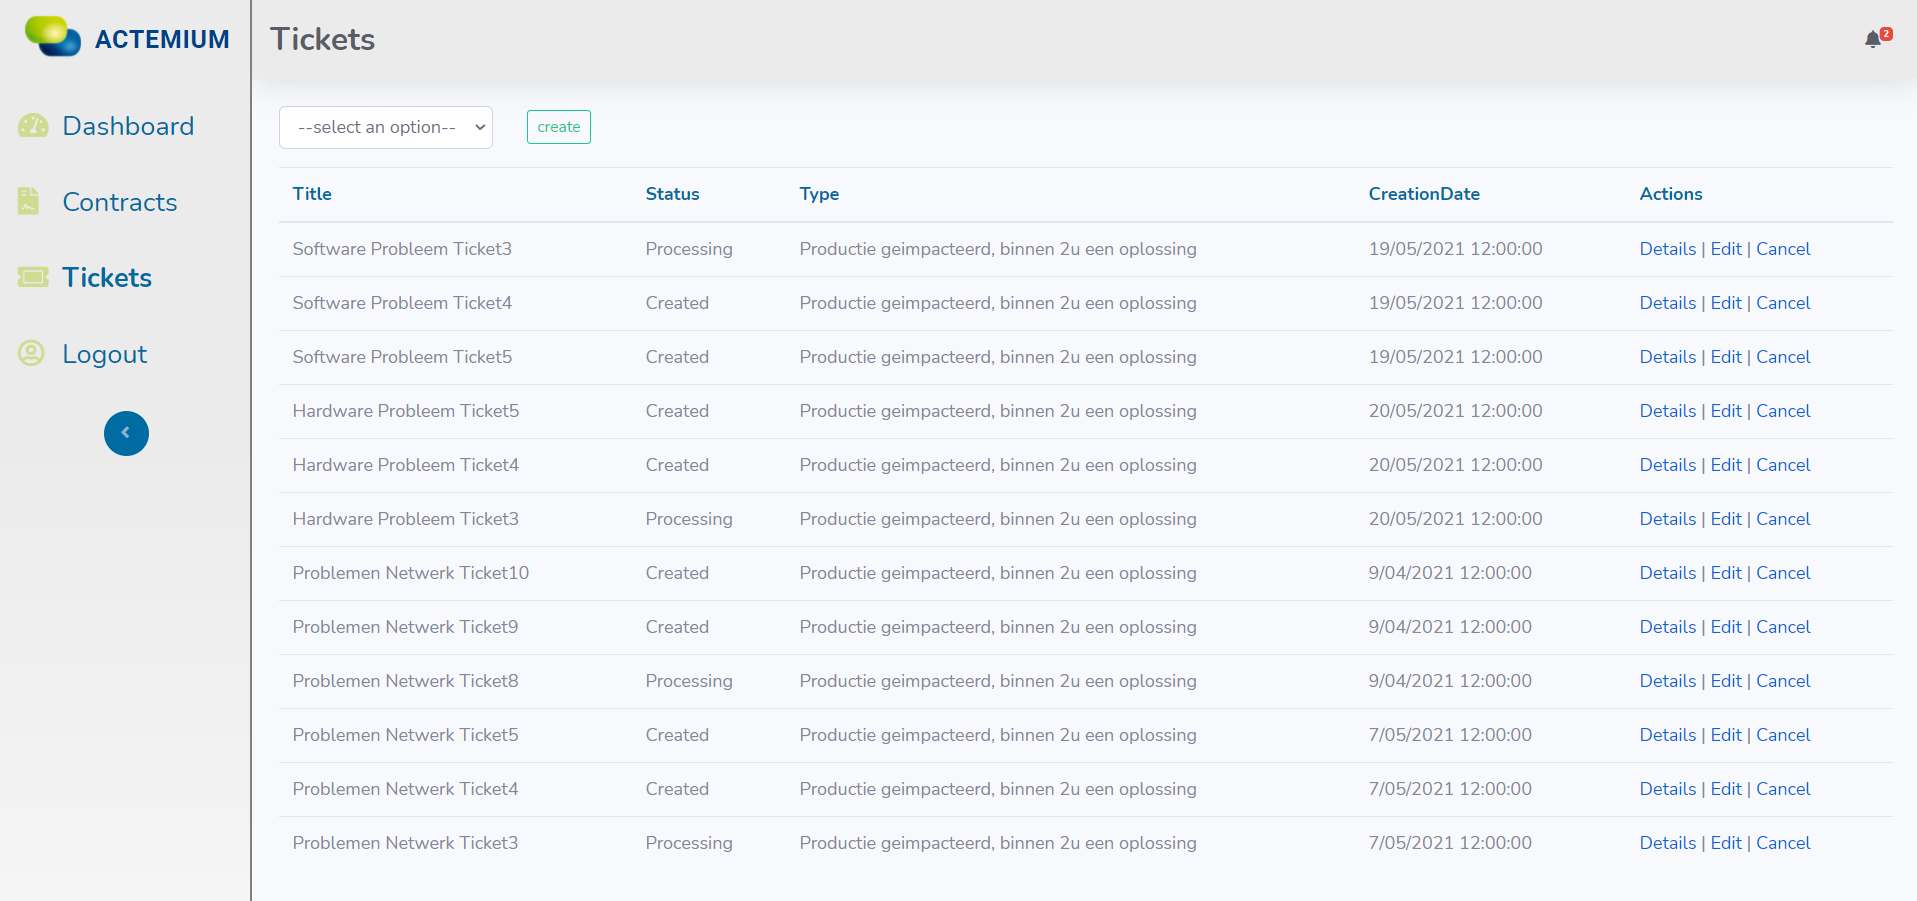 ACTEMIUM
Tickets
2
Dashboard
Contracts
Tickets
Logout
--select an option--
create
Title Status Type CreationDate Actions
Software Probleem Ticket3 Processing Productie geimpacteerd, binnen 2u een oplossing 19/05/2021 12:00:00 Details | Edit | Cancel
Software Probleem Ticket4 Created Productie geimpacteerd, binnen 2u een oplossing 19/05/2021 12:00:00 Details | Edit | Cancel
Software Probleem Ticket5 Created Productie geimpacteerd, binnen 2u een oplossing 19/05/2021 12:00:00 Details | Edit | Cancel
Hardware Probleem Ticket5 Created Productie geimpacteerd, binnen 2u een oplossing 20/05/2021 12:00:00 Details | Edit | Cancel
Hardware Probleem Ticket4 Created Productie geimpacteerd, binnen 2u een oplossing 20/05/2021 12:00:00 Details | Edit | Cancel
Hardware Probleem Ticket3 Processing Productie geimpacteerd, binnen 2u een oplossing 20/05/2021 12:00:00 Details | Edit | Cancel
Problemen Netwerk Ticket10 Created Productie geimpacteerd, binnen 2u een oplossing 9/04/2021 12:00:00 Details | Edit | Cancel
Problemen Netwerk Ticket9 Created Productie geimpacteerd, binnen 2u een oplossing 9/04/2021 12:00:00 Details | Edit | Cancel
Problemen Netwerk Ticket8 Processing Productie geimpacteerd, binnen 2u een oplossing 9/04/2021 12:00:00 Details | Edit | Cancel
Problemen Netwerk Ticket5 Created Productie geimpacteerd, binnen 2u een oplossing 7/05/2021 12:00:00 Details | Edit | Cancel
Problemen Netwerk Ticket4 Created Productie geimpacteerd, binnen 2u een oplossing 7/05/2021 12:00:00 Details | Edit | Cancel
Problemen Netwerk Ticket3 Processing Productie geimpacteerd, binnen 2u een oplossing 7/05/2021 12:00:00 Details | Edit | Cancel